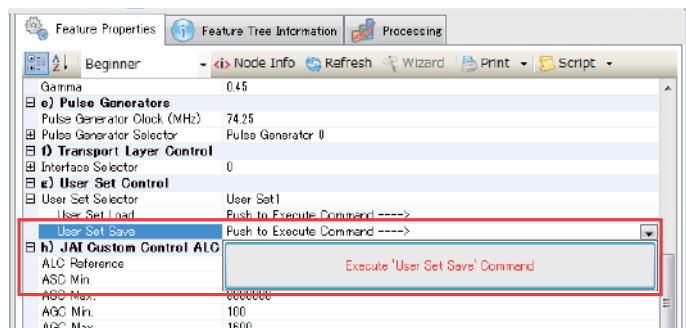 Feature Properties Feature Tree Information Processing
Beginner <i> Node Info Refresh Wizard Print Script
Gamma 0.45
e) Pulse Generators
Pulse Generator Clock (MHz) 74.25
Pulse Generator Selector Pulse Generator 0
f) Transport Layer Control
Interface Selector 0
g) User Set Control
User Set Selector User Set1
User Set Load Push to Execute Command ---->
User Set Save Push to Execute Command ---->
h) JAI Custom Control ALC
ALC Reference
Execute 'User Set Save' Command
ASC Min.
ASC Max.
AGC Min. 100
AGC Max. 1600